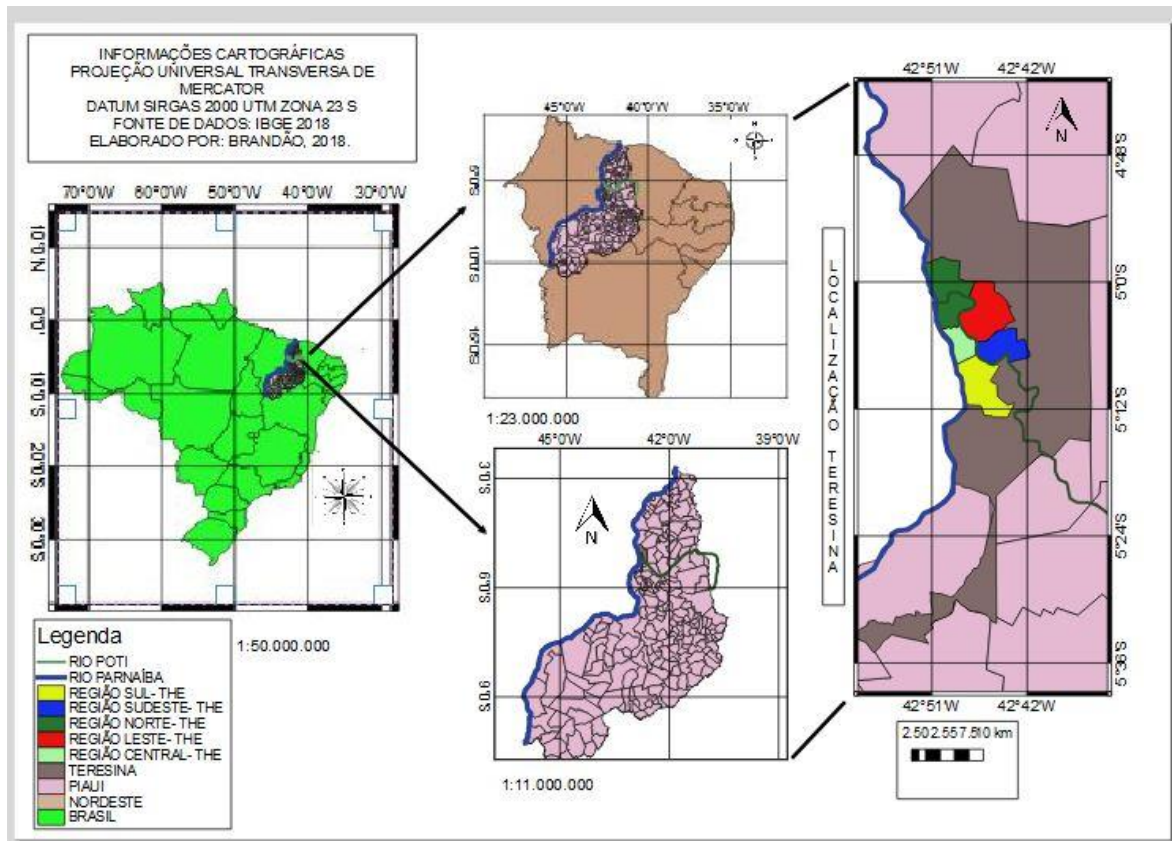 INFORMAÇÕES CARTOGRÁFICAS
PROJEÇÃO UNIVERSAL TRANSVERSA DE
MERCATOR
DATUM SIRGAS 2000 UTM ZONA 23 S
FONTE DE DADOS: IBGE 2018
ELABORADO POR: BRANDÃO, 2018.
70°0'W 60°0'W 50°0'W 40°0'W 30°0'W
10°0'N
0°0'S
10°0'S
20°0'S
30°0'S
1:50.000.000
Legenda
RIO POTI
RIO PARNAÍBA
REGIÃO SUL- THE
REGIÃO SUDESTE- THE
REGIÃO NORTE- THE
REGIÃO LESTE- THE
REGIÃO CENTRAL- THE
TERESINA
PIAUI
NORDESTE
BRASIL
45°0'W 40°0'W 35°0'W
N
5°0'S
10°0'S
15°0'S
1:23.000.000
45°0'W 42°0'W 39°0'W
3°0'S
6°0'S
9°0'S
N
1:11.000.000
LOCALIZAÇÃO TERESINA
42°51'W 42°42'W
N
4°48'S
5°0'S
5°12'S
5°24'S
5°36'S
42°51'W 42°42'W
2.502.557.510 km